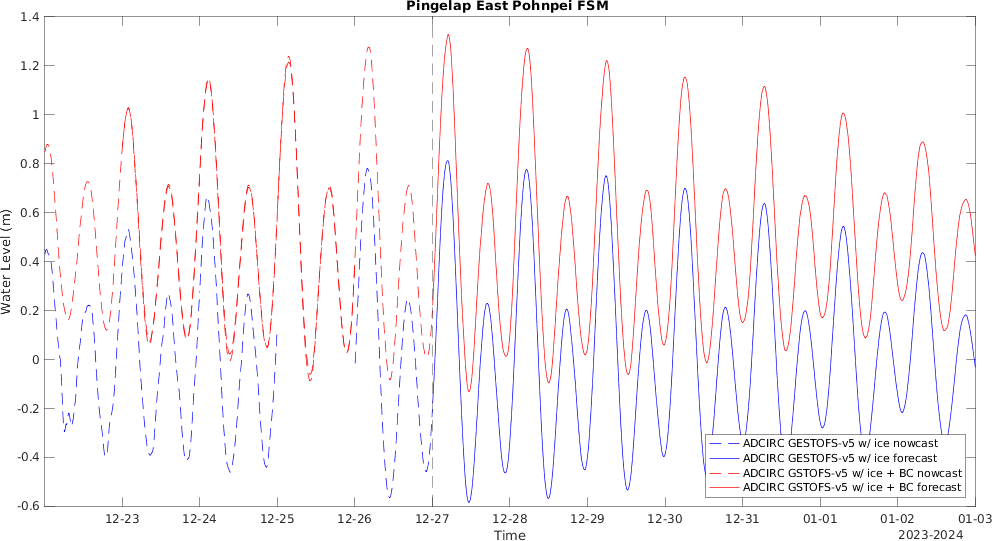 Pingelap East Pohnpei FSM
Water Level (m)
1.4
1.2
1
0.8
0.6
0.4
0.2
0
-0.2
-0.4
-0.6
ADCIRC GESTOFS-v5 w/ ice nowcast
ADCIRC GESTOFS-v5 w/ ice forecast
ADCIRC GSTOFS-v5 w/ ice + BC nowcast
ADCIRC GSTOFS-v5 w/ ice + BC forecast
12-23 12-24 12-25 12-26 12-27 12-28 12-29 12-30 12-31 01-01 01-02 01-03
Time
2023-2024